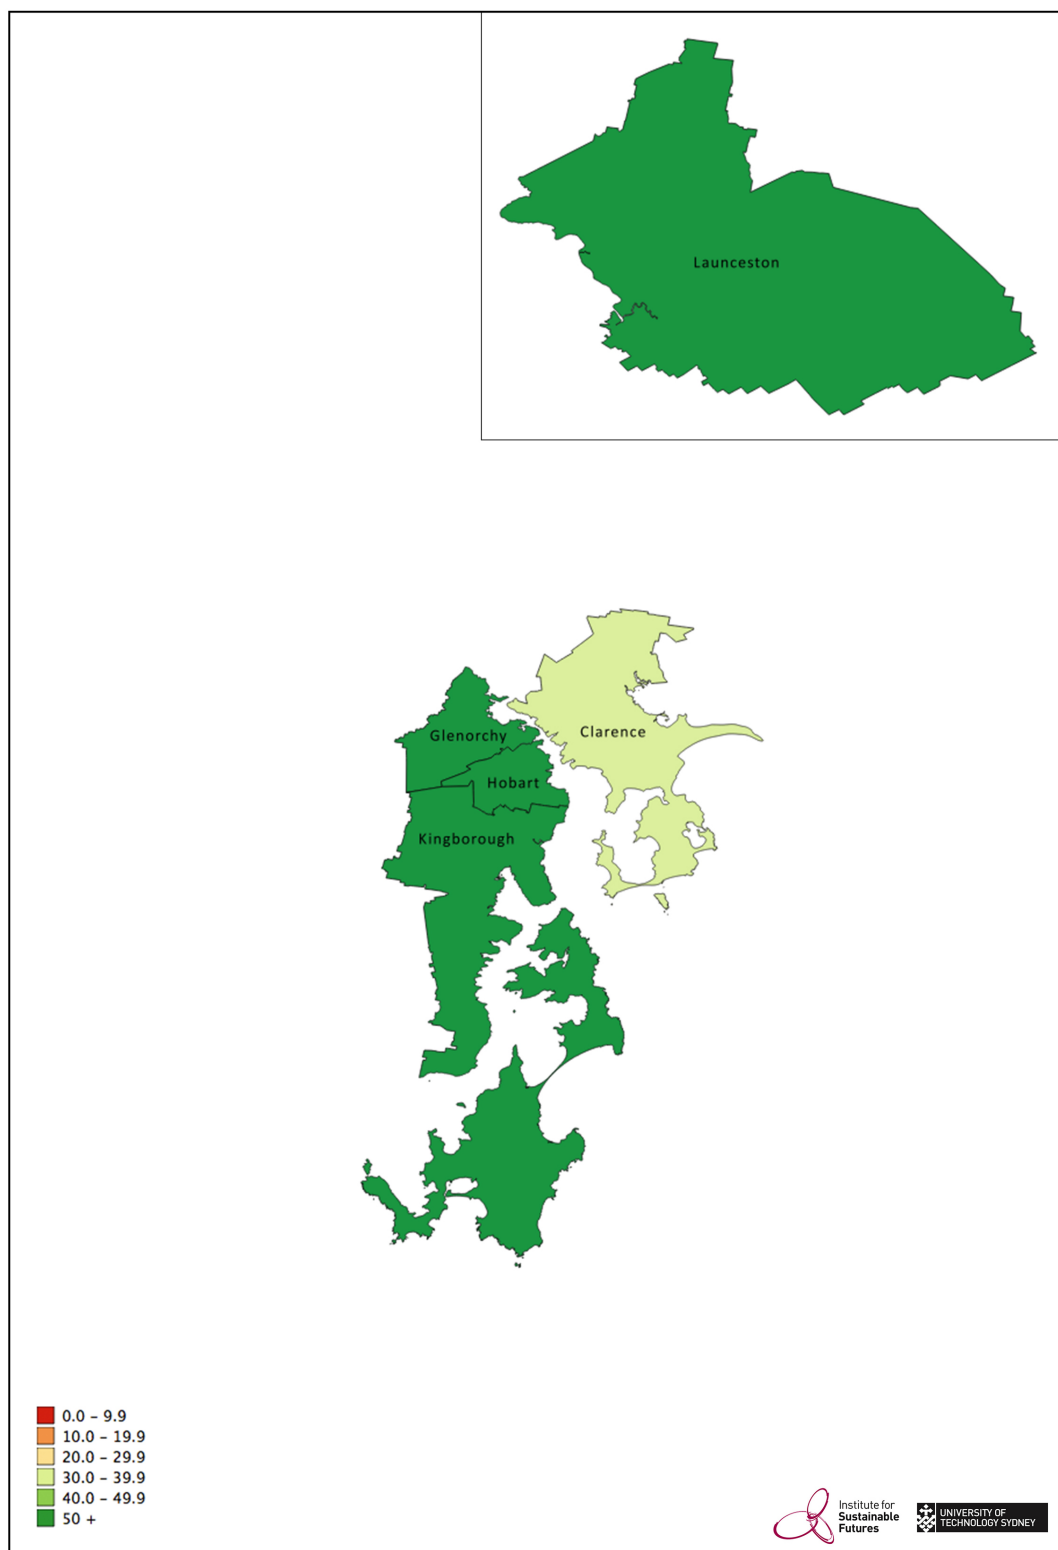 Launceston
Glenorchy
Clarence
Hobart
Kingborough
0.0 – 9.9
10.0 – 19.9
20.0 – 29.9
30.0 – 39.9
40.0 – 49.9
50 +
Institute for
Sustainable
Futures
UNIVERSITY OF
TECHNOLOGY SYDNEY